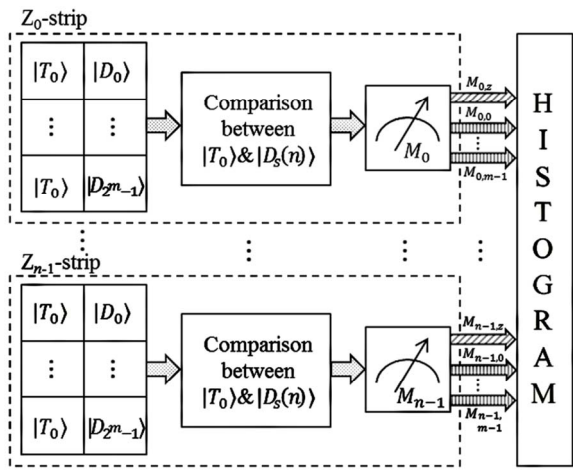 Z₀-strip
|T₀⟩ |D₀⟩
⋮ ⋮
|T₀⟩ |D₂ᵐ₋₁⟩
Comparison
between
|T₀⟩&|Dₛ(n)⟩
M₀
M₀,z
M₀,₀
⋮
M₀,m-1
⋮ ⋮ ⋮ ⋮
Zₙ₋₁-strip
|T₀⟩ |D₀⟩
⋮ ⋮
|T₀⟩ |D₂ᵐ₋₁⟩
Comparison
between
|T₀⟩&|Dₛ(n)⟩
Mₙ₋₁
Mₙ₋₁,z
Mₙ₋₁,₀
⋮
Mₙ₋₁,
m-1
HISTOGRAM